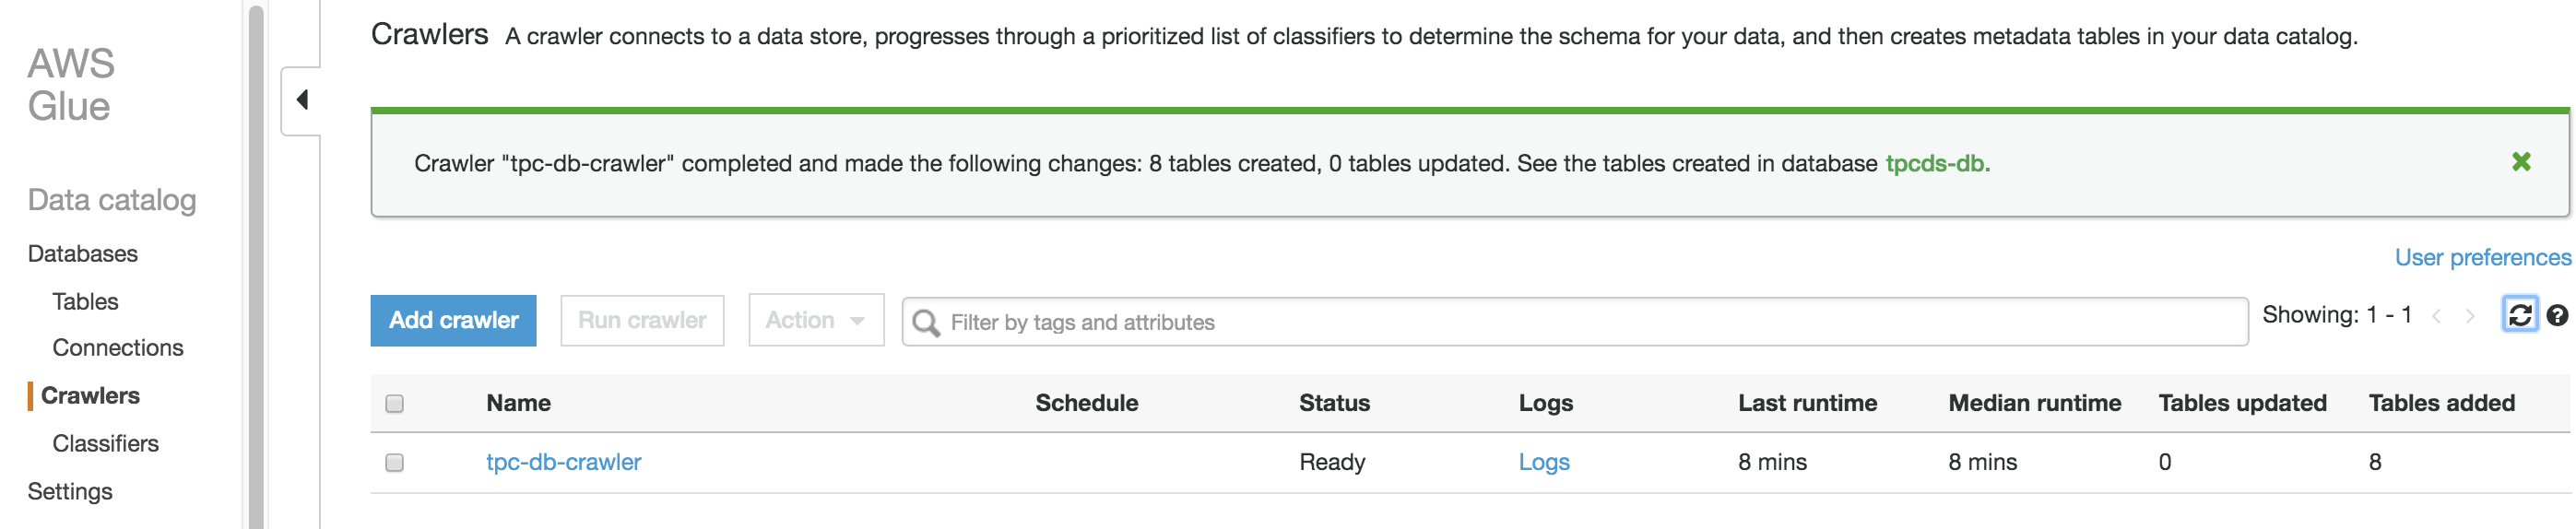 AWS
Glue
Data catalog
Databases
Tables
Connections
Crawlers
Classifiers
Settings
Crawlers A crawler connects to a data store, progresses through a prioritized list of classifiers to determine the schema for your data, and then creates metadata tables in your data catalog.
Crawler "tpc-db-crawler" completed and made the following changes: 8 tables created, 0 tables updated. See the tables created in database tpcds-db.
User preferences
Add crawler Run crawler Action Filter by tags and attributes Showing: 1 - 1
Name Schedule Status Logs Last runtime Median runtime Tables updated Tables added
tpc-db-crawler Ready Logs 8 mins 8 mins 0 8